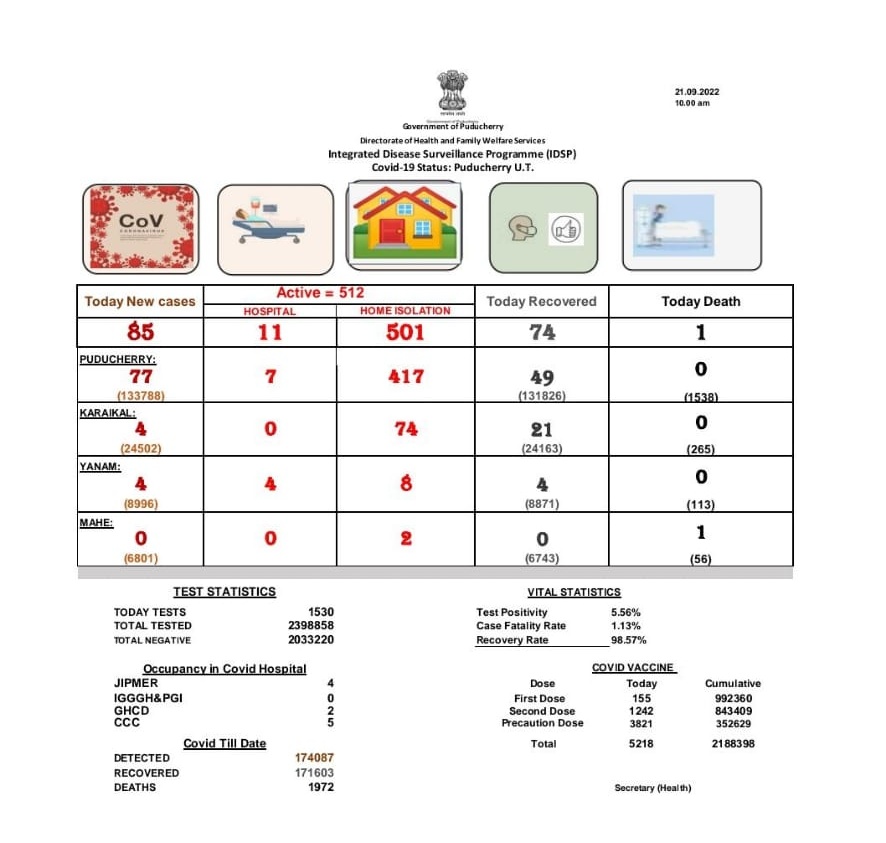 21.09.2022
10.00 am
सत्यमेव जयते
Government of Puducherry
Government of Puducherry
Directorate of Health and Family Welfare Services
Integrated Disease Surveillance Programme (IDSP)
Covid-19 Status: Puducherry U.T.
CoV
CORONAVIRUS
Today New cases
Active = 512
HOSPITAL
HOME ISOLATION
Today Recovered
Today Death
85 11 501 74 1
PUDUCHERRY:
77 7 417 49 0
(133788) (131826) (1538)
KARAIKAL:
4 0 74 21 0
(24502) (24163) (265)
YANAM:
4 4 8 4 0
(8996) (8871) (113)
MAHE:
0 0 2 0 1
(6801) (6743) (56)
TEST STATISTICS
TODAY TESTS 1530
TOTAL TESTED 2398858
TOTAL NEGATIVE 2033220
VITAL STATISTICS
Test Positivity 5.56%
Case Fatality Rate 1.13%
Recovery Rate 98.57%
Occupancy in Covid Hospital
JIPMER 4
IGGGH&PGI 0
GHCD 2
CCC 5
COVID VACCINE
Dose Today Cumulative
First Dose 155 992360
Second Dose 1242 843409
Precaution Dose 3821 352629
Total 5218 2188398
Covid Till Date
DETECTED 174087
RECOVERED 171603
DEATHS 1972
Secretary (Health)